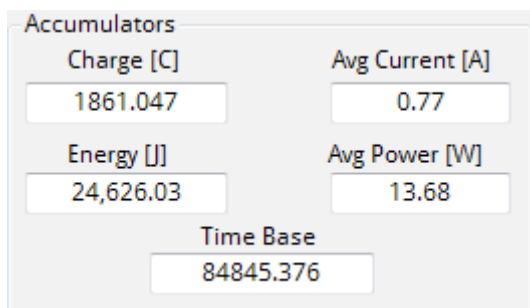 Accumulators
Charge [C] Avg Current [A]
1861.047 0.77
Energy [J] Avg Power [W]
24,626.03 13.68
Time Base
84845.376